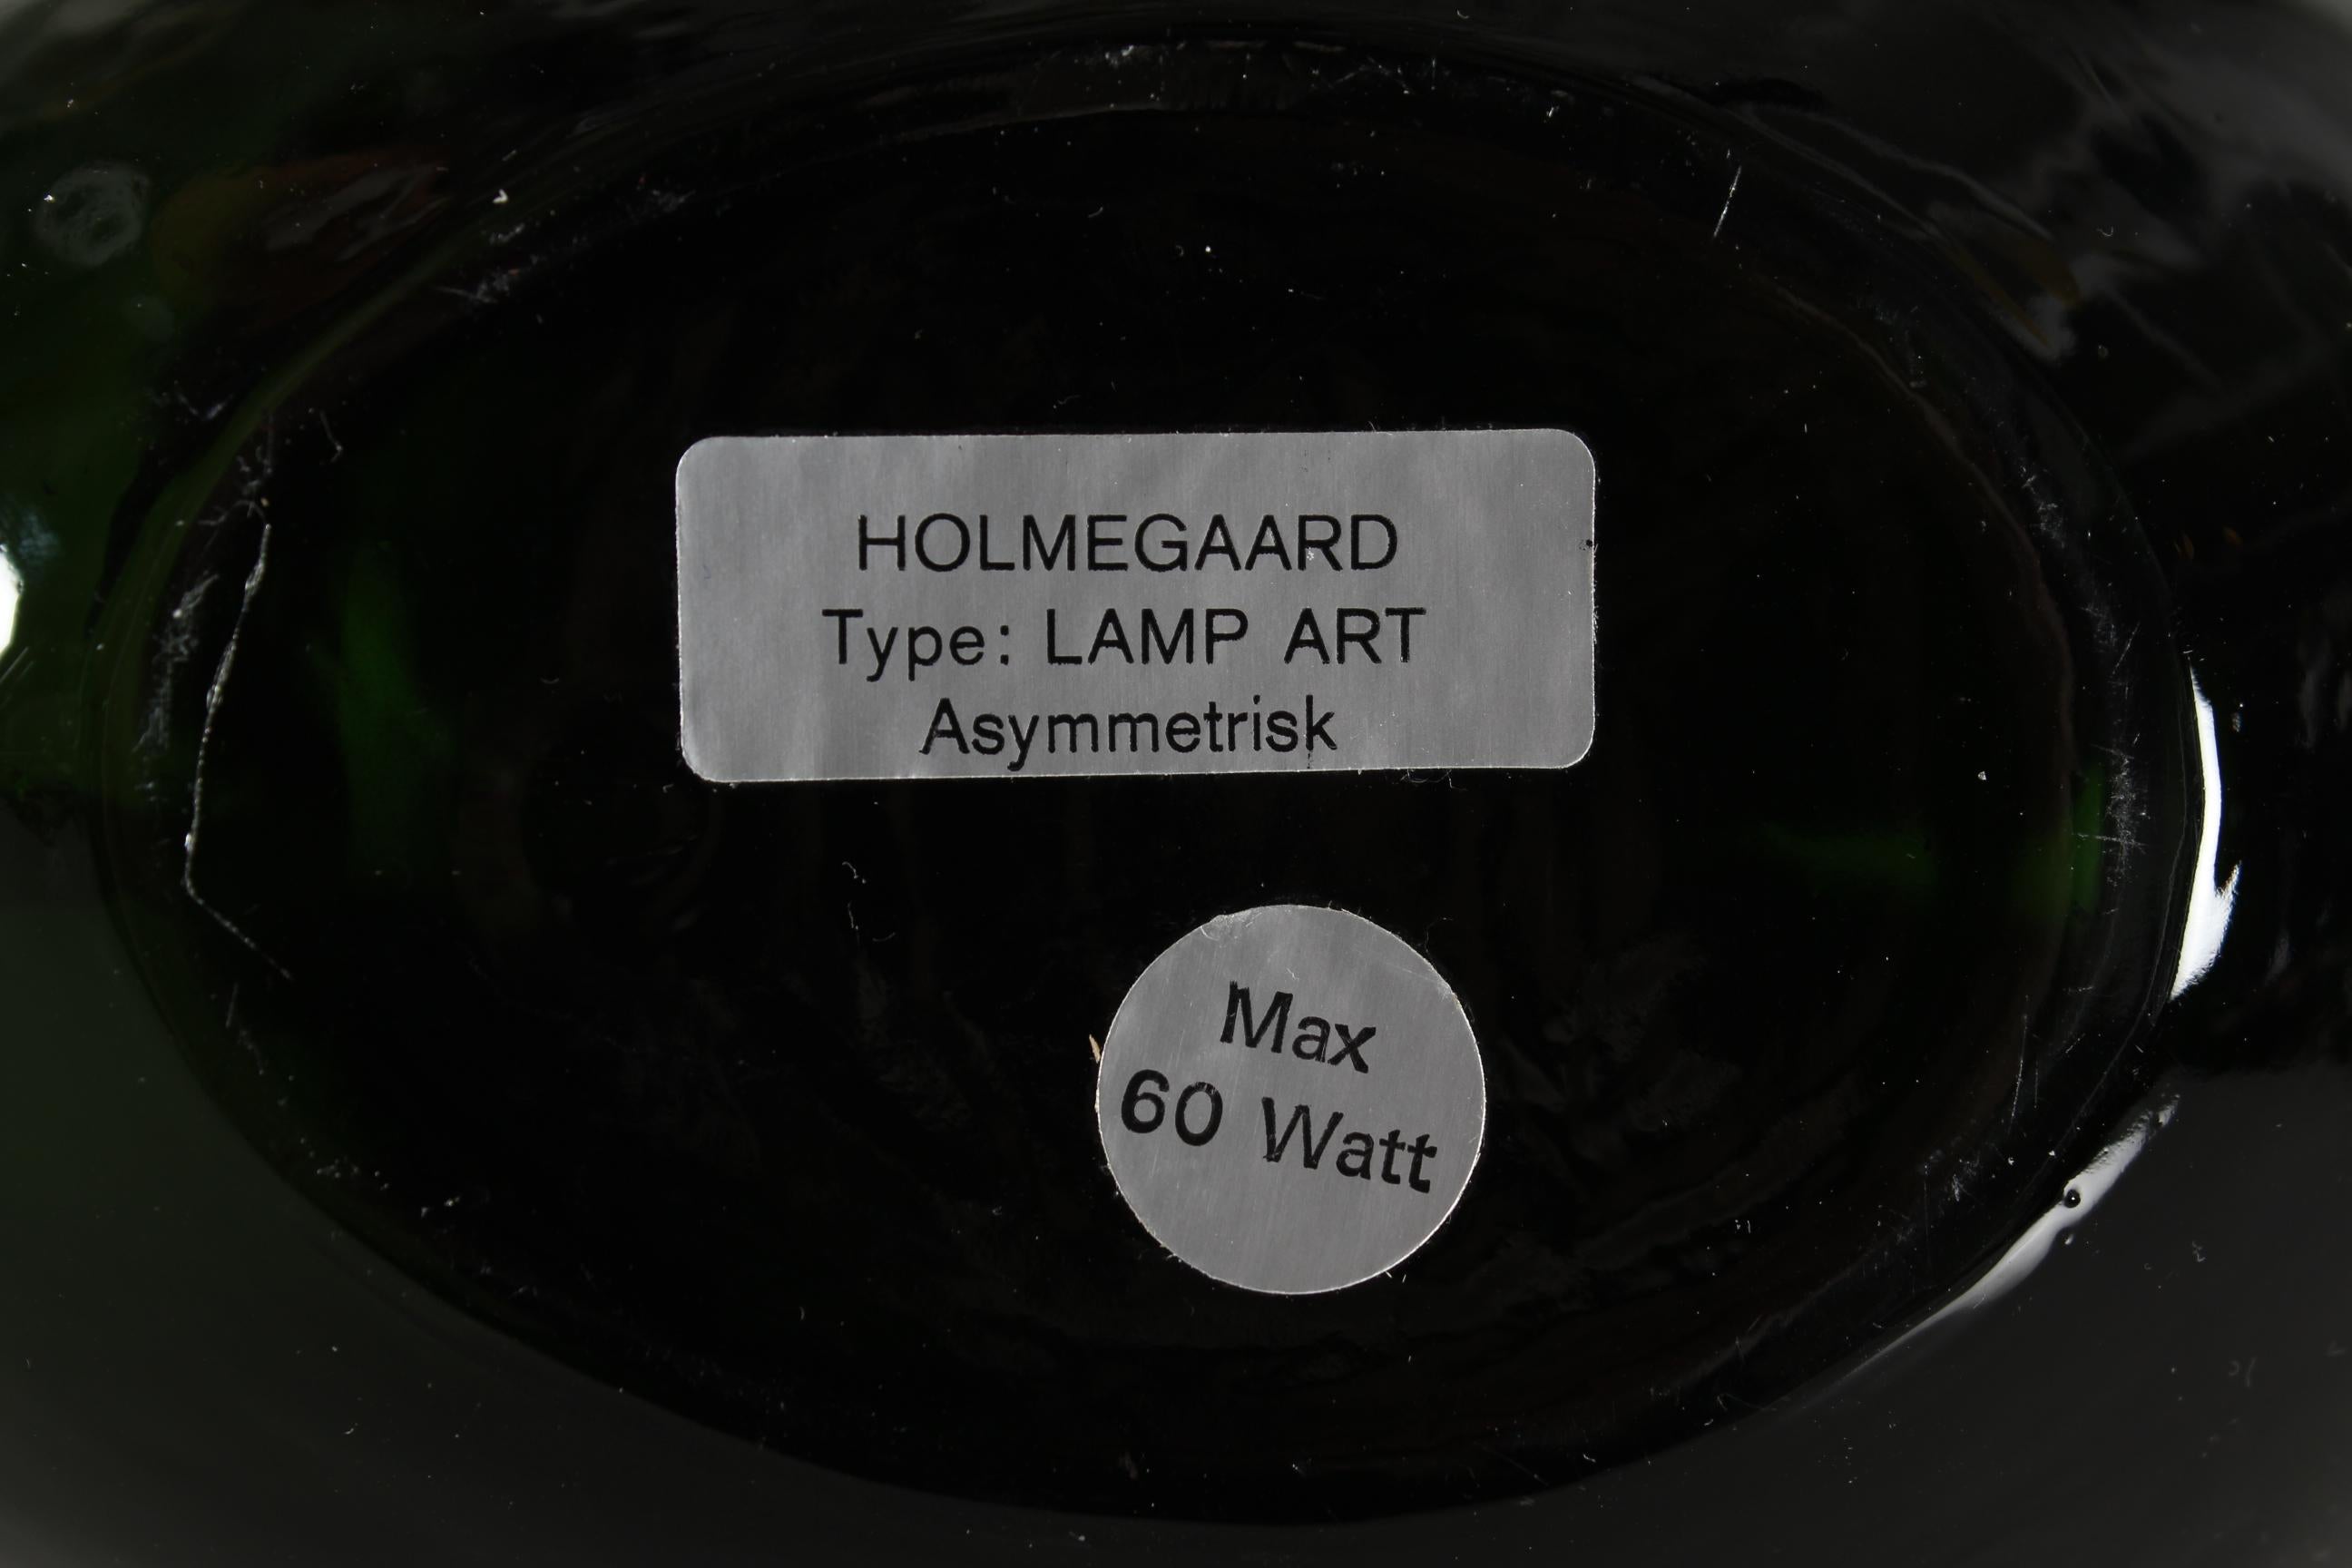 HOLMEGAARD
Type: LAMP ART
Asymmetrisk
Max
60 Watt